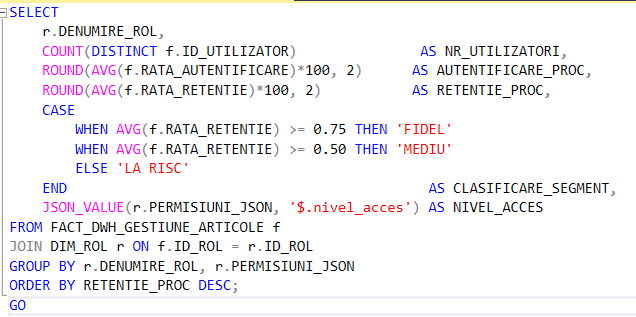 SELECT
    r.DENUMIRE_ROL,
    COUNT(DISTINCT f.ID_UTILIZATOR)               AS NR_UTILIZATORI,
    ROUND(AVG(f.RATA_AUTENTIFICARE)*100, 2)      AS AUTENTIFICARE_PROC,
    ROUND(AVG(f.RATA_RETENTIE)*100, 2)           AS RETENTIE_PROC,
    CASE
        WHEN AVG(f.RATA_RETENTIE) >= 0.75 THEN 'FIDEL'
        WHEN AVG(f.RATA_RETENTIE) >= 0.50 THEN 'MEDIU'
        ELSE 'LA RISC'
    END                                            AS CLASIFICARE_SEGMENT,
    JSON_VALUE(r.PERMISIUNI_JSON, '$.nivel_acces') AS NIVEL_ACCES
FROM FACT_DWH_GESTIUNE_ARTICOLE f
JOIN DIM_ROL r ON f.ID_ROL = r.ID_ROL
GROUP BY r.DENUMIRE_ROL, r.PERMISIUNI_JSON
ORDER BY RETENTIE_PROC DESC;
GO